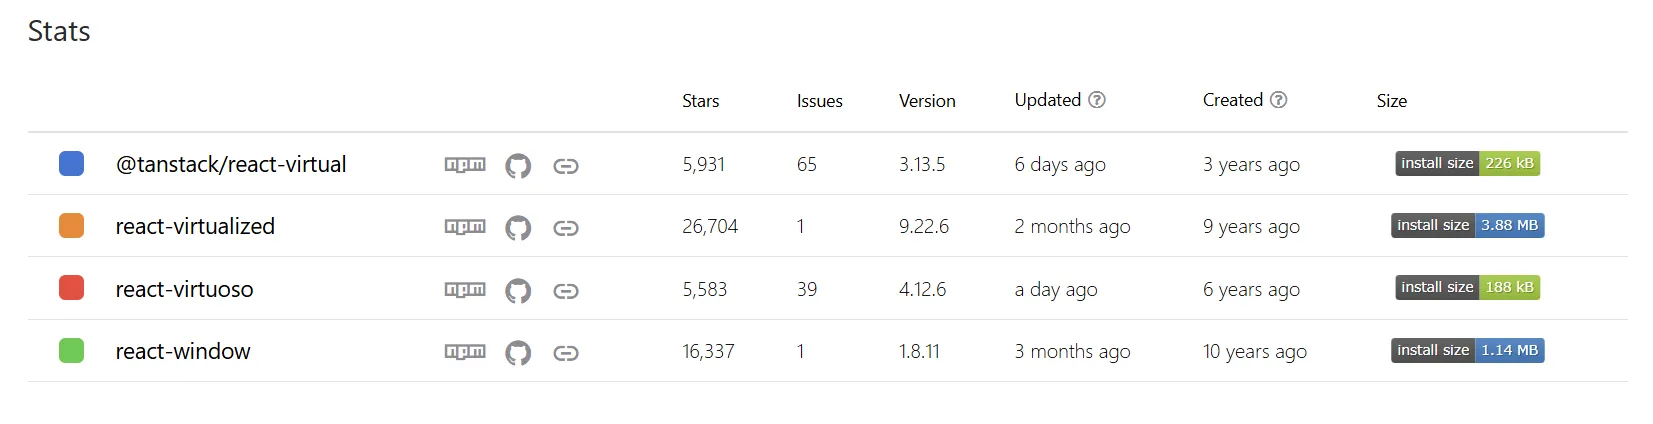 Stats
Stars Issues Version Updated ? Created ? Size
@tanstack/react-virtual npm 5,931 65 3.13.5 6 days ago 3 years ago install size 226 kB
react-virtualized npm 26,704 1 9.22.6 2 months ago 9 years ago install size 3.88 MB
react-virtuoso npm 5,583 39 4.12.6 a day ago 6 years ago install size 188 kB
react-window npm 16,337 1 1.8.11 3 months ago 10 years ago install size 1.14 MB